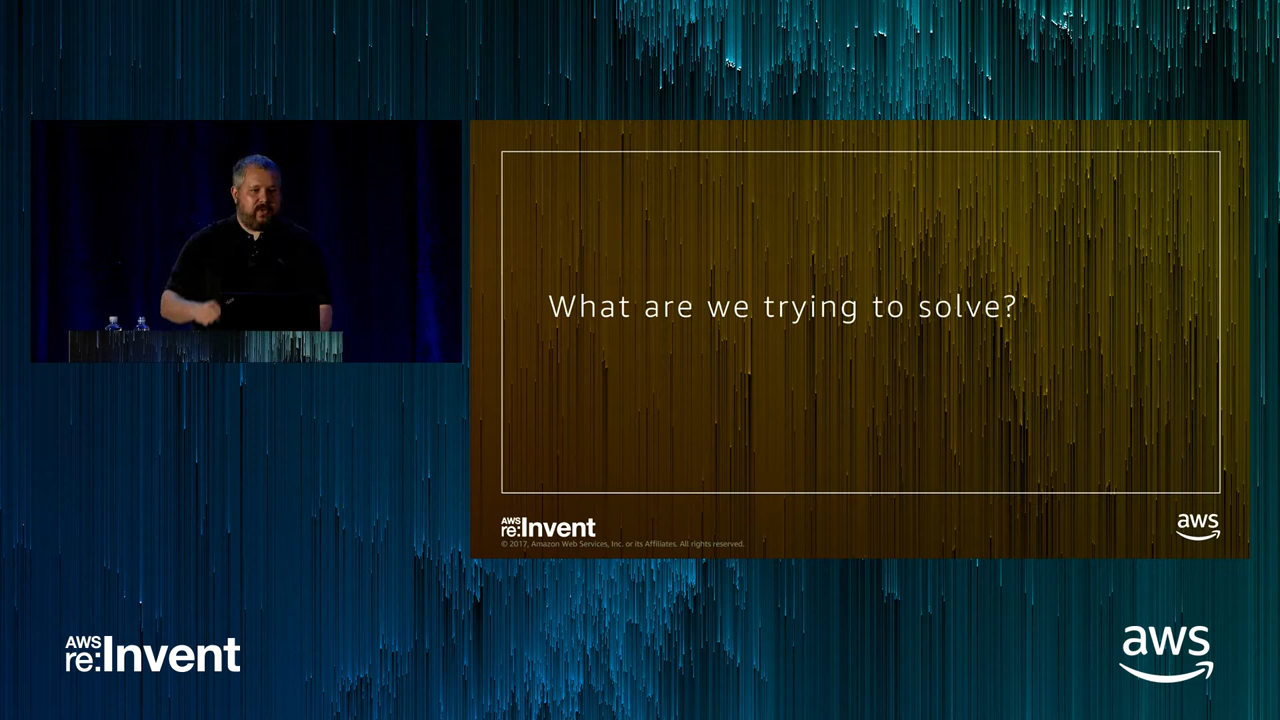 What are we trying to solve?
AWS
re:Invent
© 2017, Amazon Web Services, Inc. or its Affiliates. All rights reserved.
aws
AWS
re:Invent
aws